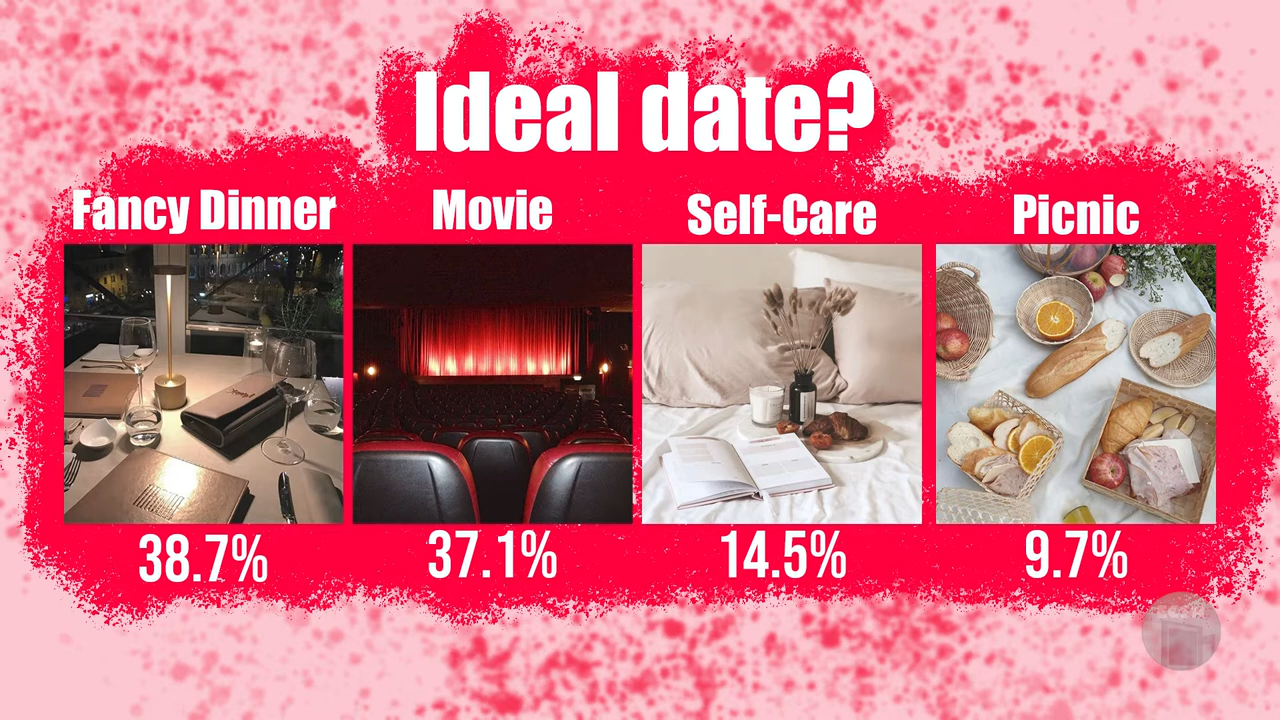 Ideal date?
Fancy Dinner
Movie
Self-Care
Picnic
38.7%
37.1%
14.5%
9.7%